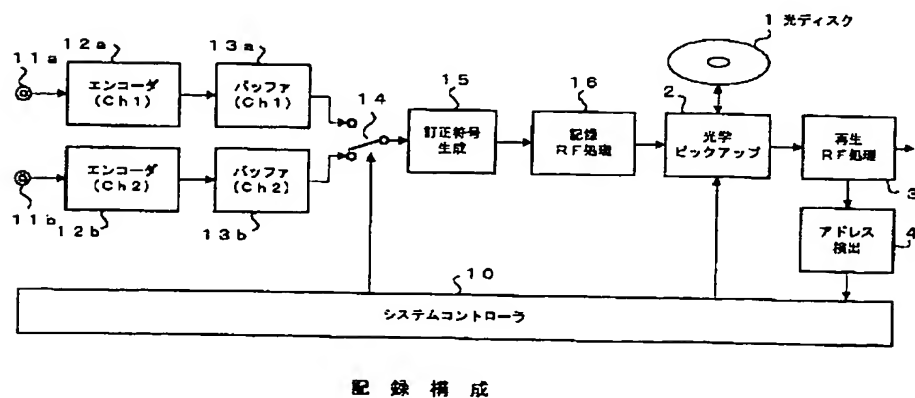 1 光ディスク
12a
13a
11a
エンコーダ
(Ch1)
バッファ
(Ch1)
14
15
訂正符号
生成
16
記録
RF処理
2
光学
ピックアップ
再生
RF処理
3
エンコーダ
(Ch2)
バッファ
(Ch2)
11b
12b
13b
アドレス
検出
4
10
システムコントローラ
記録構成